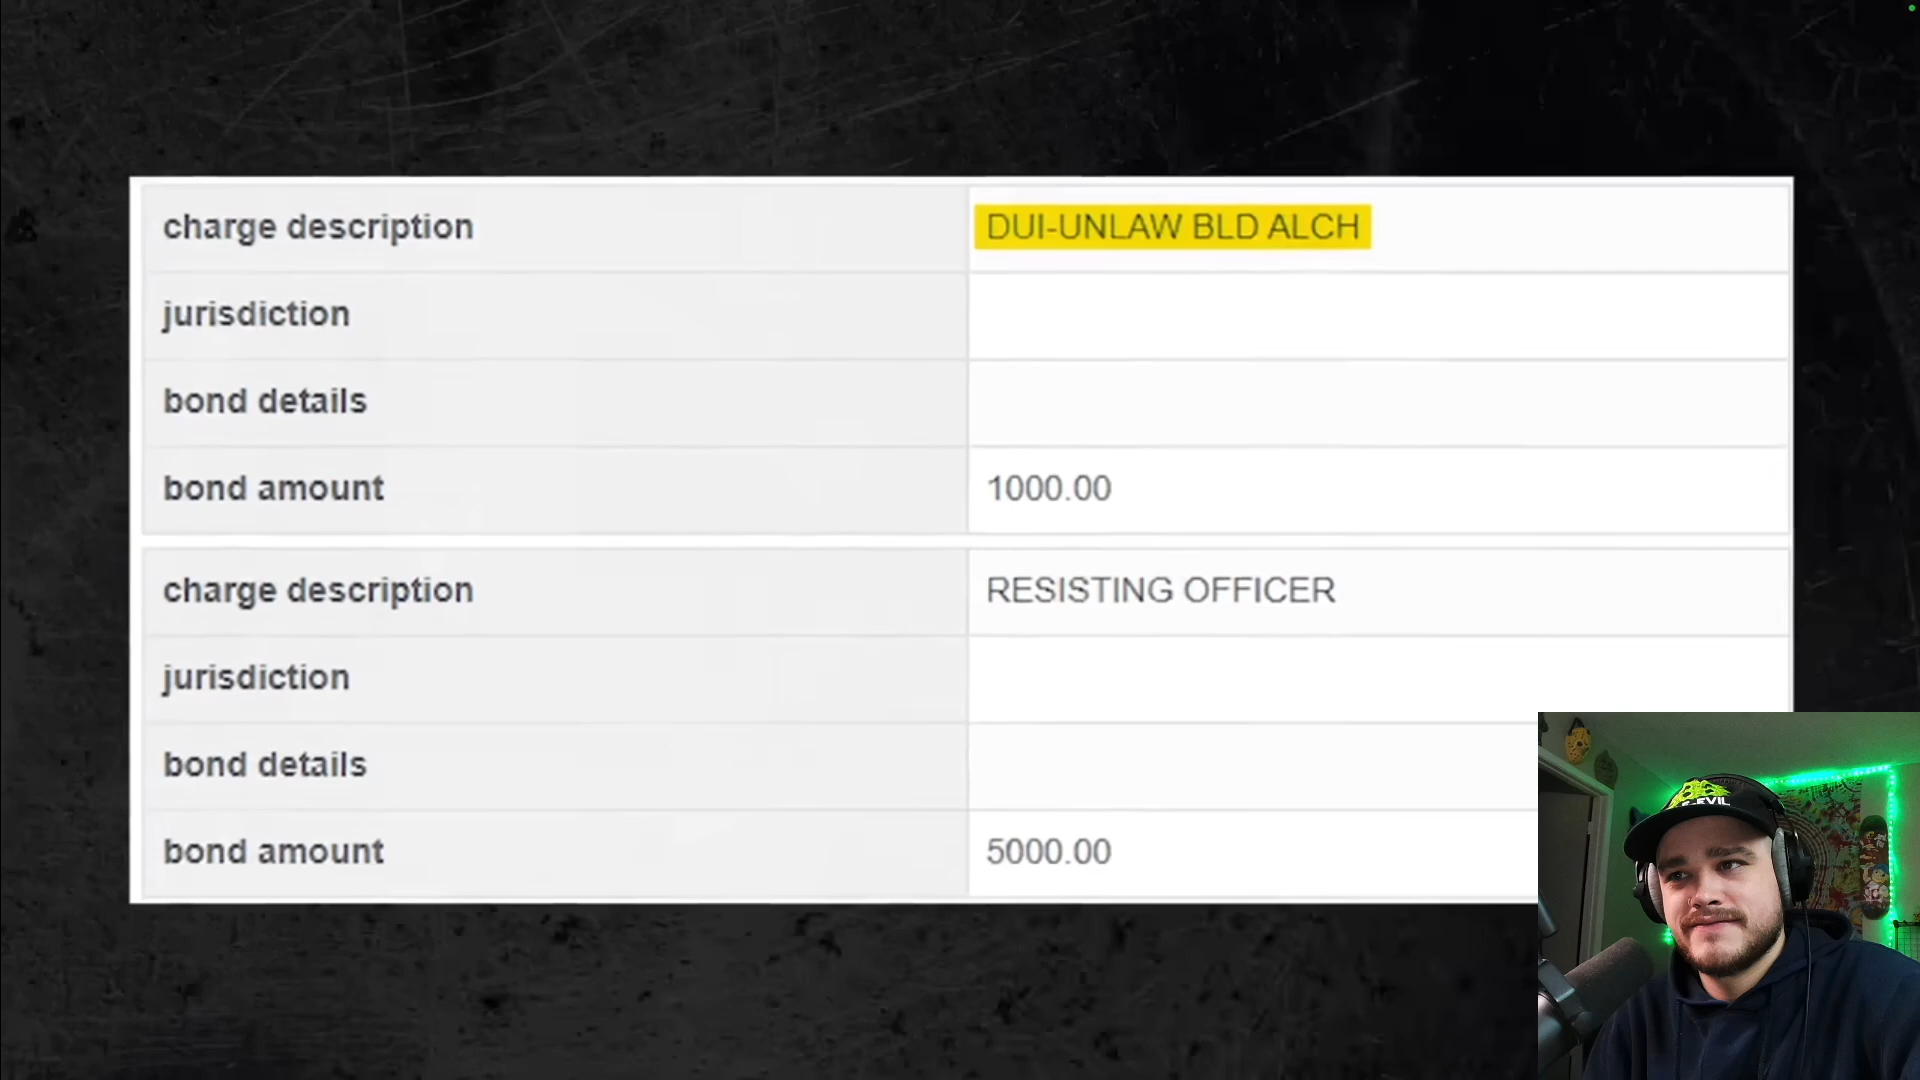 charge description DUI-UNLAW BLD ALCH
jurisdiction
bond details
bond amount 1000.00
charge description RESISTING OFFICER
jurisdiction
bond details
bond amount 5000.00
EVIL